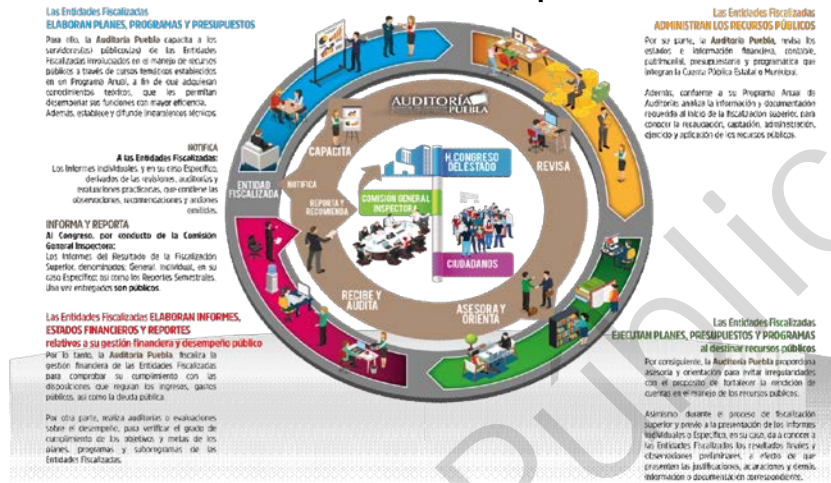 Las Entidades Fiscalizadas
ELABORAN PLANES, PROGRAMAS Y PRESUPUESTOS
Para ello, la Auditoría Puebla capacita a los
servidoras(as) públicos(as) de las Entidades
Fiscalizadas involucrados en el manejo de recursos
públicos a través de cursos temáticos establecidos
en un Programa Anual, a fin de que adquieran
conocimientos teóricos, que les permitan
desempeñar sus funciones con mayor eficiencia.
Además, establece y difunde lineamientos técnicos
NOTIFICA
A las Entidades Fiscalizadas:
Los Informes individuales, y en su caso Específico,
derivados de las revisiones, auditorías y
evaluaciones practicadas, que contiene las
observaciones, recomendaciones y acciones
emitidas.
INFORMA Y REPORTA
Al Congreso, por conducto de la Comisión
General Inspectora:
Los Informes del Resultado de la Fiscalización
Superior, denominados: General, Individual, en su
caso Específico; así como los Reportes Semestrales.
Una vez entregados son públicos.
Las Entidades Fiscalizadas ELABORAN INFORMES,
ESTADOS FINANCIEROS Y REPORTES
relativos a su gestión financiera y desempeño público
Por lo tanto, la Auditoría Puebla fiscaliza la
gestión financiera de las Entidades Fiscalizadas
para comprobar su cumplimiento con las
disposiciones que regulan los ingresos, gastos
públicos, así como la deuda pública.
Por otra parte, realiza auditorías o evaluaciones
sobre el desempeño, para verificar el grado de
cumplimiento de los objetivos y metas de los
planes, programas y subprogramas de las
Entidades Fiscalizadas.
AUDITORÍA
PUEBLA
CAPACITA
REVISA
ENTIDAD
FISCALIZADA
NOTIFICA
REPORTA Y
RECOMIENDA
H. CONGRESO
DEL ESTADO
COMISIÓN GENERAL
INSPECTORA
CIUDADANOS
RECIBE Y
AUDITA
ASESORA Y
ORIENTA
Las Entidades Fiscalizadas
ADMINISTRAN LOS RECURSOS PÚBLICOS
Por su parte, la Auditoría Puebla, revisa los
estados e información financiera, contable,
patrimonial, presupuestaria y programática que
integran la Cuenta Pública Estatal o Municipal.
Además, conforme a su Programa Anual de
Auditorías analiza la información y documentación
requerida al inicio de la fiscalización superior, para
conocer la recaudación, captación, administración,
ejercicio y aplicación de los recursos públicos.
Las Entidades Fiscalizadas
EJECUTAN PLANES, PRESUPUESTOS Y PROGRAMAS
al destinar recursos públicos
Por consiguiente, la Auditoría Puebla proporciona
asesoría y orientación para evitar irregularidades
con el propósito de fortalecer la rendición de
cuentas en el manejo de los recursos públicos.
Asimismo durante el proceso de fiscalización
superior y previo a la presentación de los informes
individuales o Específico, en su caso, da a conocer a
las Entidades Fiscalizadas los resultados finales y
observaciones preliminares, a efecto de que
presenten las justificaciones, aclaraciones y demás
información o documentación correspondiente.